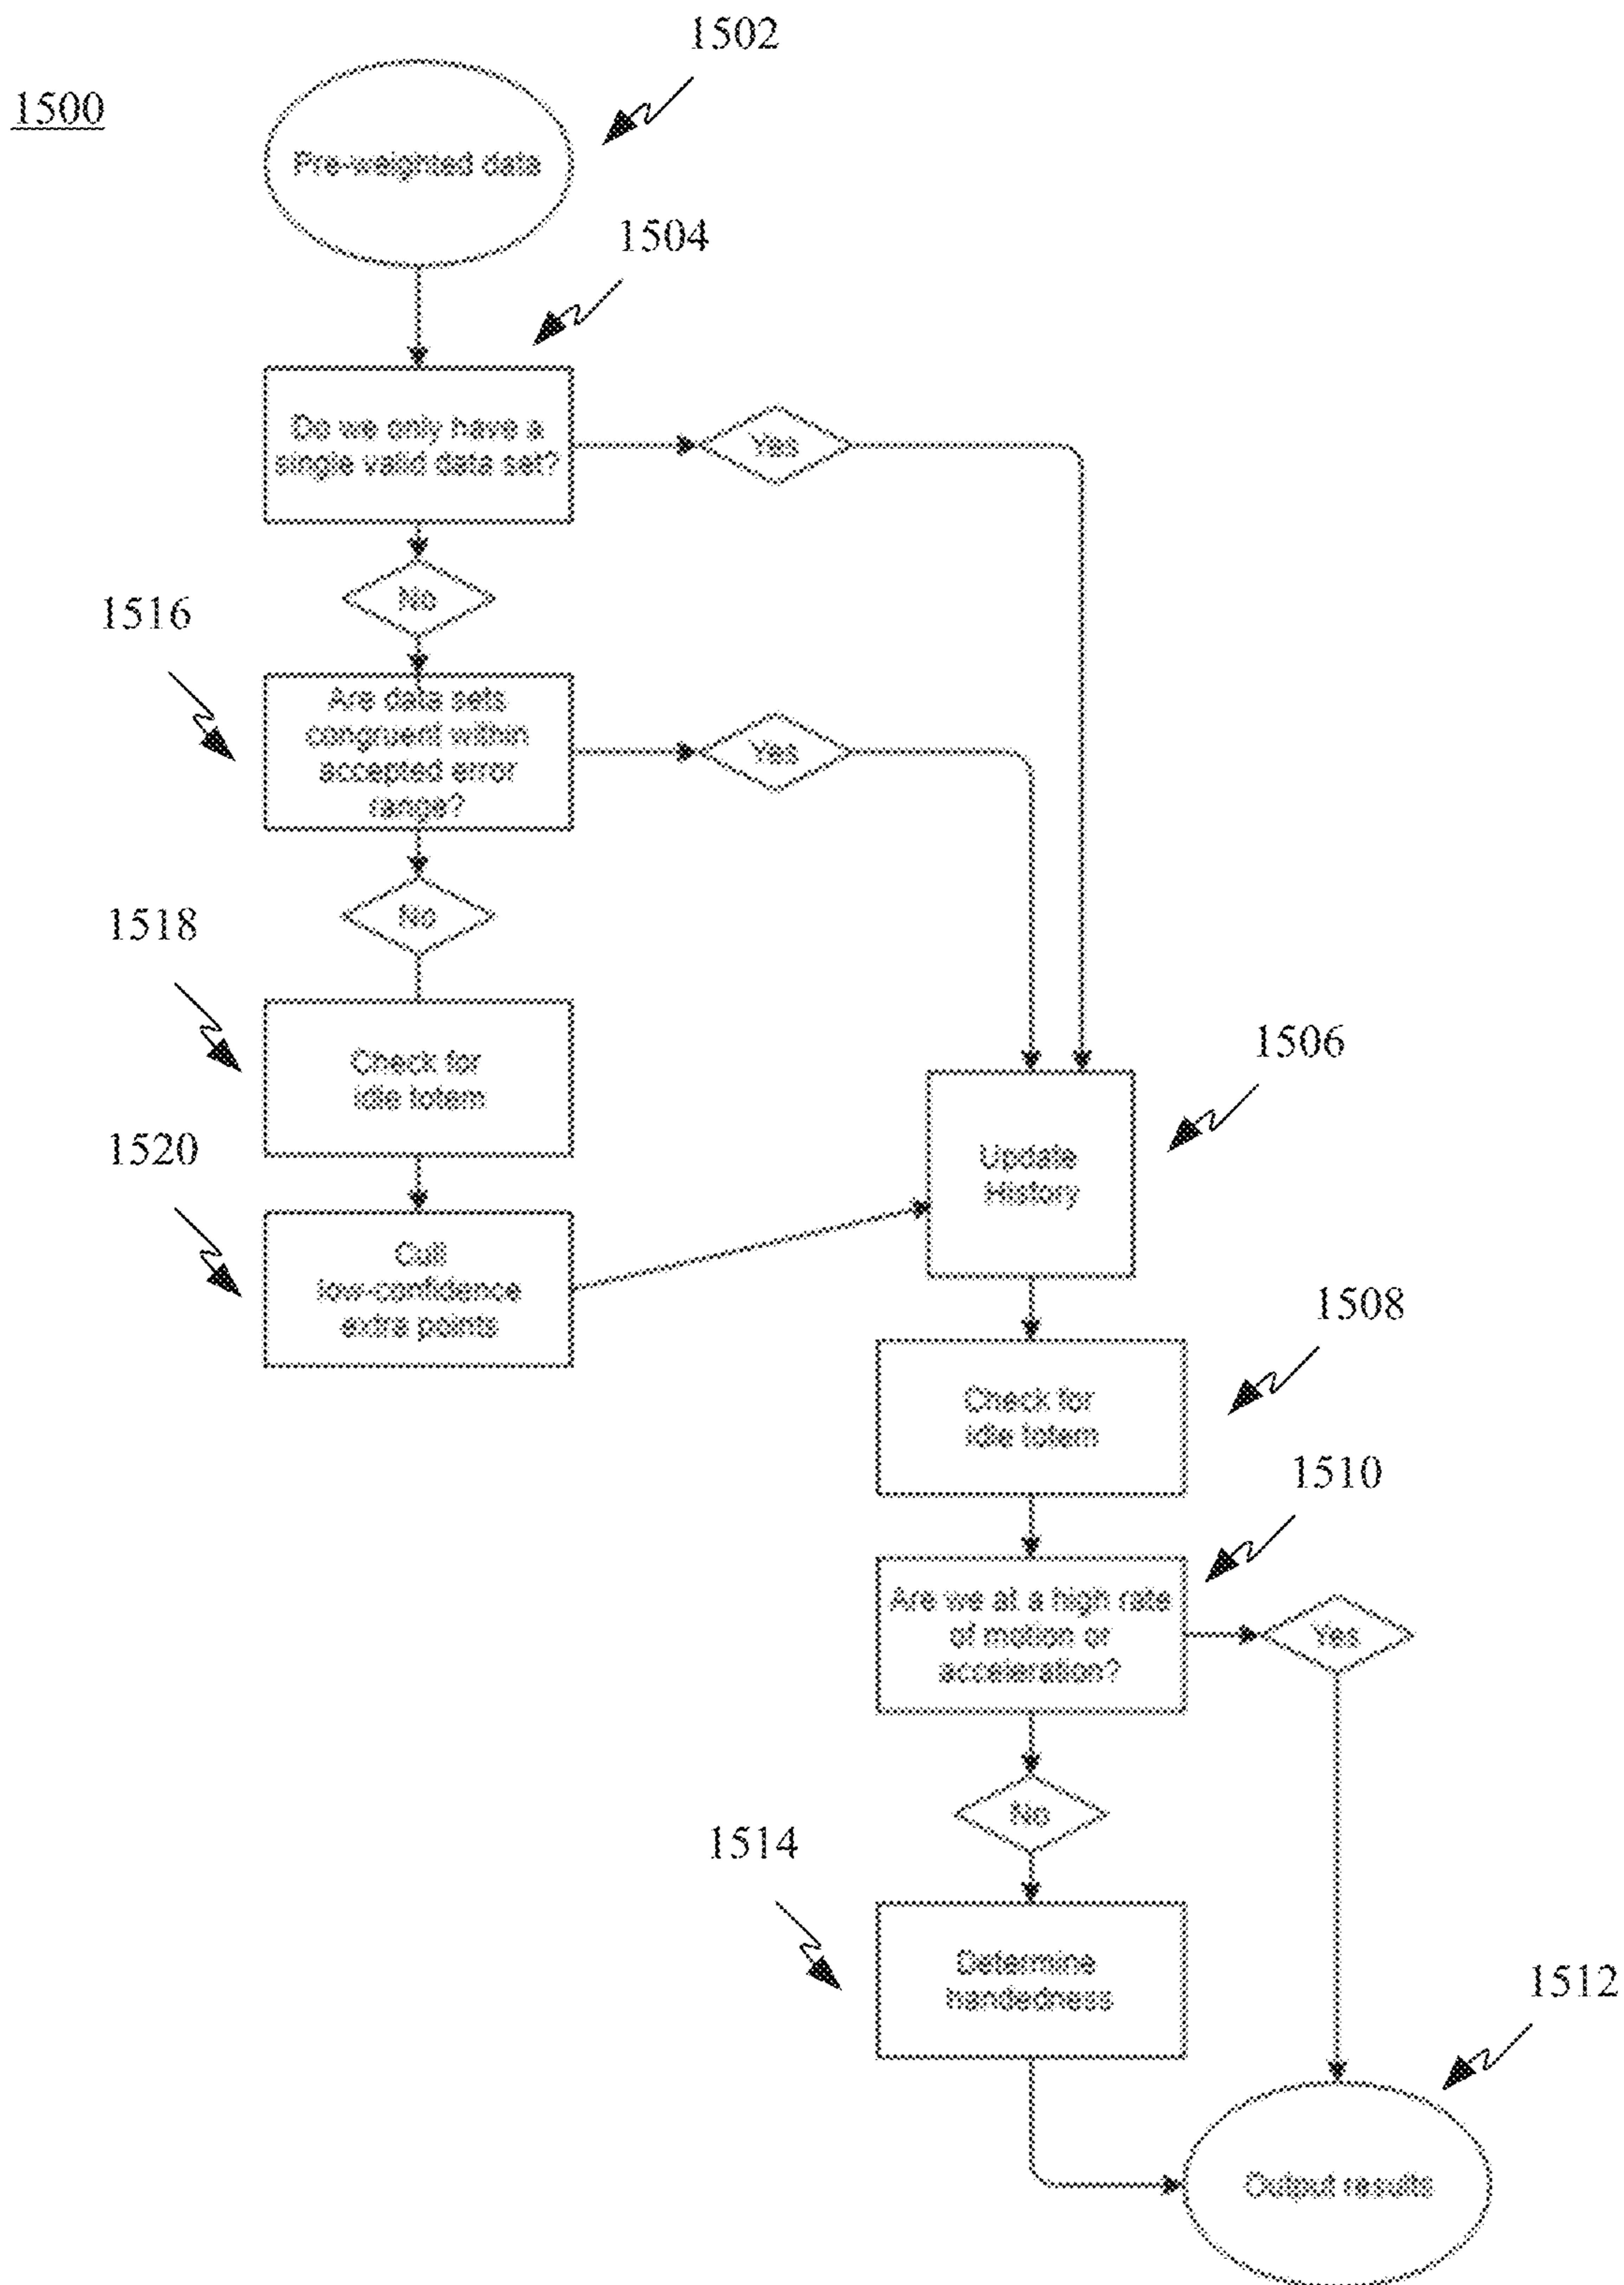 1500
1502
Pre-weighted data
1504
Do we only have a
single valid data set?
Yes
No
1516
Are data sets
congruent within
accepted error
range?
Yes
No
1518
Check for
idle totem
1520
Cull
low-confidence
extra points
1506
Update
History
1508
Check for
idle totem
1510
Are we at a high rate
of motion or
acceleration?
Yes
No
1514
Determine
handedness
1512
Output results